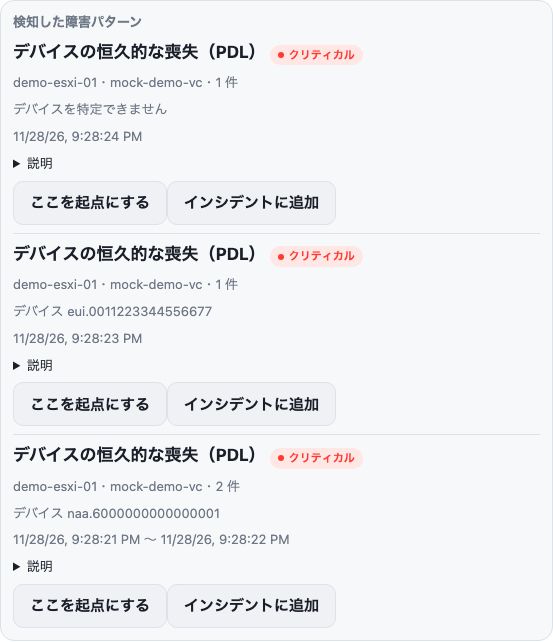 検知した障害パターン
デバイスの恒久的な喪失（PDL） クリティカル
demo-esxi-01・mock-demo-vc・1 件
デバイスを特定できません
11/28/26, 9:28:24 PM
説明
ここを起点にする インシデントに追加
デバイスの恒久的な喪失（PDL） クリティカル
demo-esxi-01・mock-demo-vc・1 件
デバイス eui.0011223344556677
11/28/26, 9:28:23 PM
説明
ここを起点にする インシデントに追加
デバイスの恒久的な喪失（PDL） クリティカル
demo-esxi-01・mock-demo-vc・2 件
デバイス naa.6000000000000001
11/28/26, 9:28:21 PM 〜 11/28/26, 9:28:22 PM
説明
ここを起点にする インシデントに追加